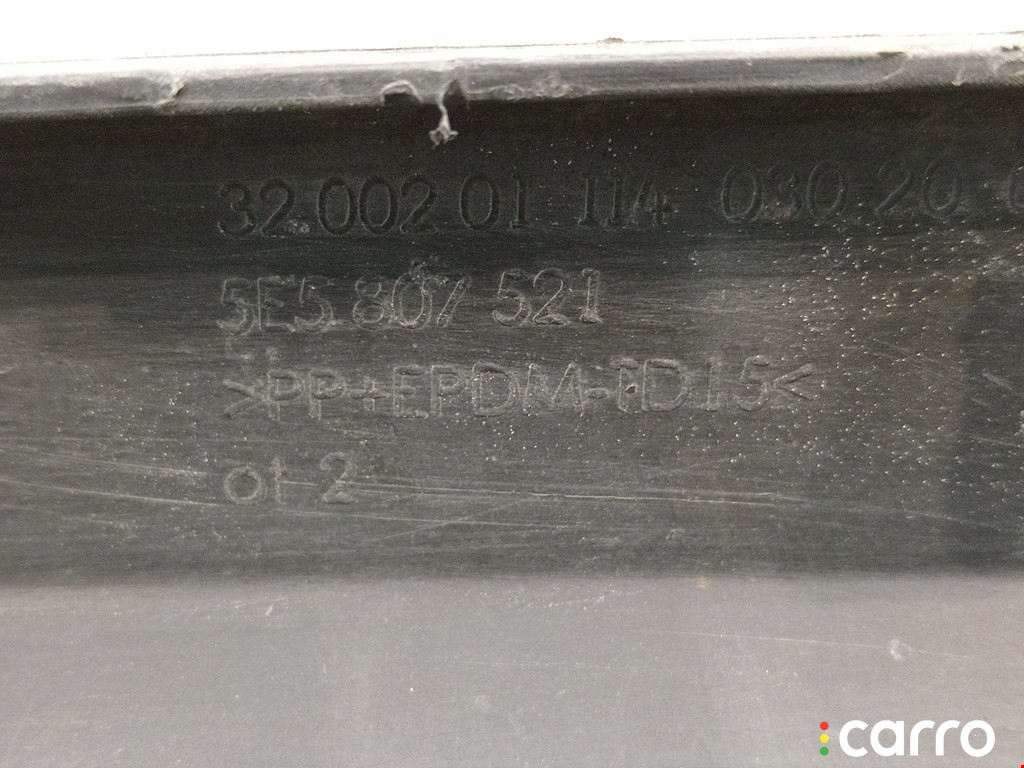 32 002 01 114 030 20
5E5 807 521
>PP+EPDM-TD15<
ot 2
carro